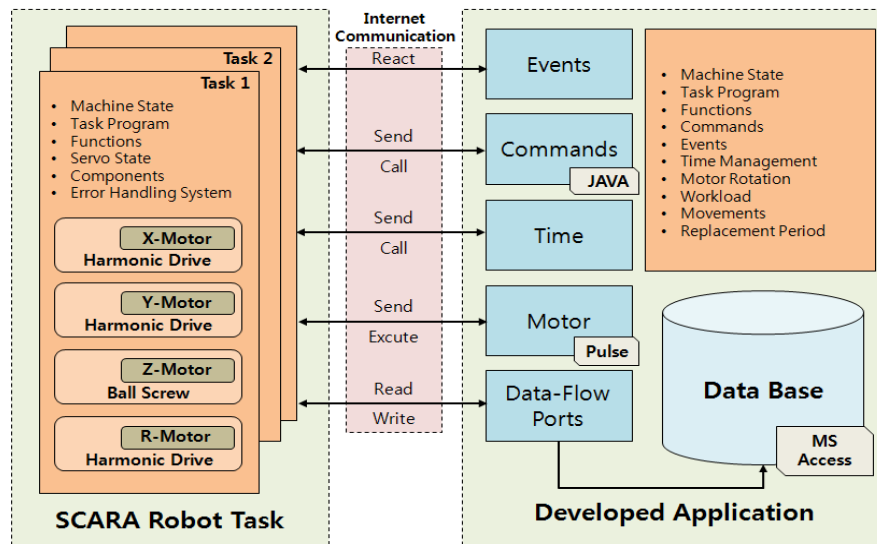 Internet
Communication
Task 2
Task 1
• Machine State
• Task Program
• Functions
• Servo State
• Components
• Error Handling System
X-Motor
Harmonic Drive
Y-Motor
Harmonic Drive
Z-Motor
Ball Screw
R-Motor
Harmonic Drive
SCARA Robot Task
React
Send
Call
Send
Call
Send
Excute
Read
Write
Events
Commands
JAVA
Time
Motor
Pulse
Data-Flow
Ports
• Machine State
• Task Program
• Functions
• Commands
• Events
• Time Management
• Motor Rotation
• Workload
• Movements
• Replacement Period
Data Base
MS
Access
Developed Application